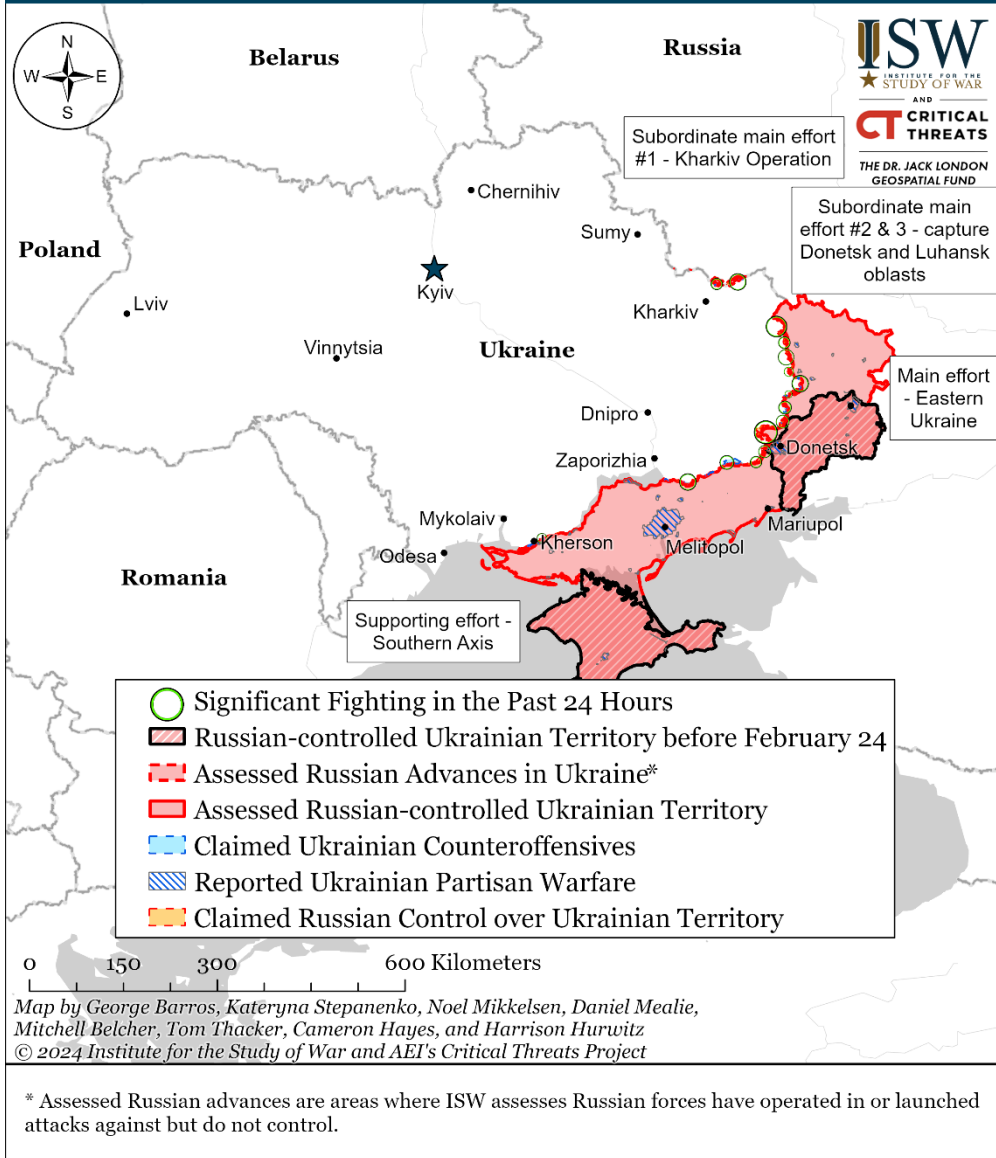 N
W
E
S
Belarus
Russia
ISW
INSTITUTE FOR THE
STUDY OF WAR
AND
CT CRITICAL
THREATS
THE DR. JACK LONDON
GEOSPATIAL FUND
Subordinate main effort
#1 - Kharkiv Operation
Subordinate main
effort #2 & 3 - capture
Donetsk and Luhansk
oblasts
Chernihiv
Sumy
Poland
Kyiv
Lviv
Kharkiv
Vinnytsia
Ukraine
Main effort
- Eastern
Ukraine
Dnipro
Donetsk
Zaporizhia
Mykolaiv
Mariupol
Kherson
Odesa
Melitopol
Romania
Supporting effort -
Southern Axis
Significant Fighting in the Past 24 Hours
Russian-controlled Ukrainian Territory before February 24
Assessed Russian Advances in Ukraine*
Assessed Russian-controlled Ukrainian Territory
Claimed Ukrainian Counteroffensives
Reported Ukrainian Partisan Warfare
Claimed Russian Control over Ukrainian Territory
0 150 300 600 Kilometers
Map by George Barros, Kateryna Stepanenko, Noel Mikkelsen, Daniel Mealie,
Mitchell Belcher, Tom Thacker, Cameron Hayes, and Harrison Hurwitz
© 2024 Institute for the Study of War and AEI's Critical Threats Project
* Assessed Russian advances are areas where ISW assesses Russian forces have operated in or launched
attacks against but do not control.